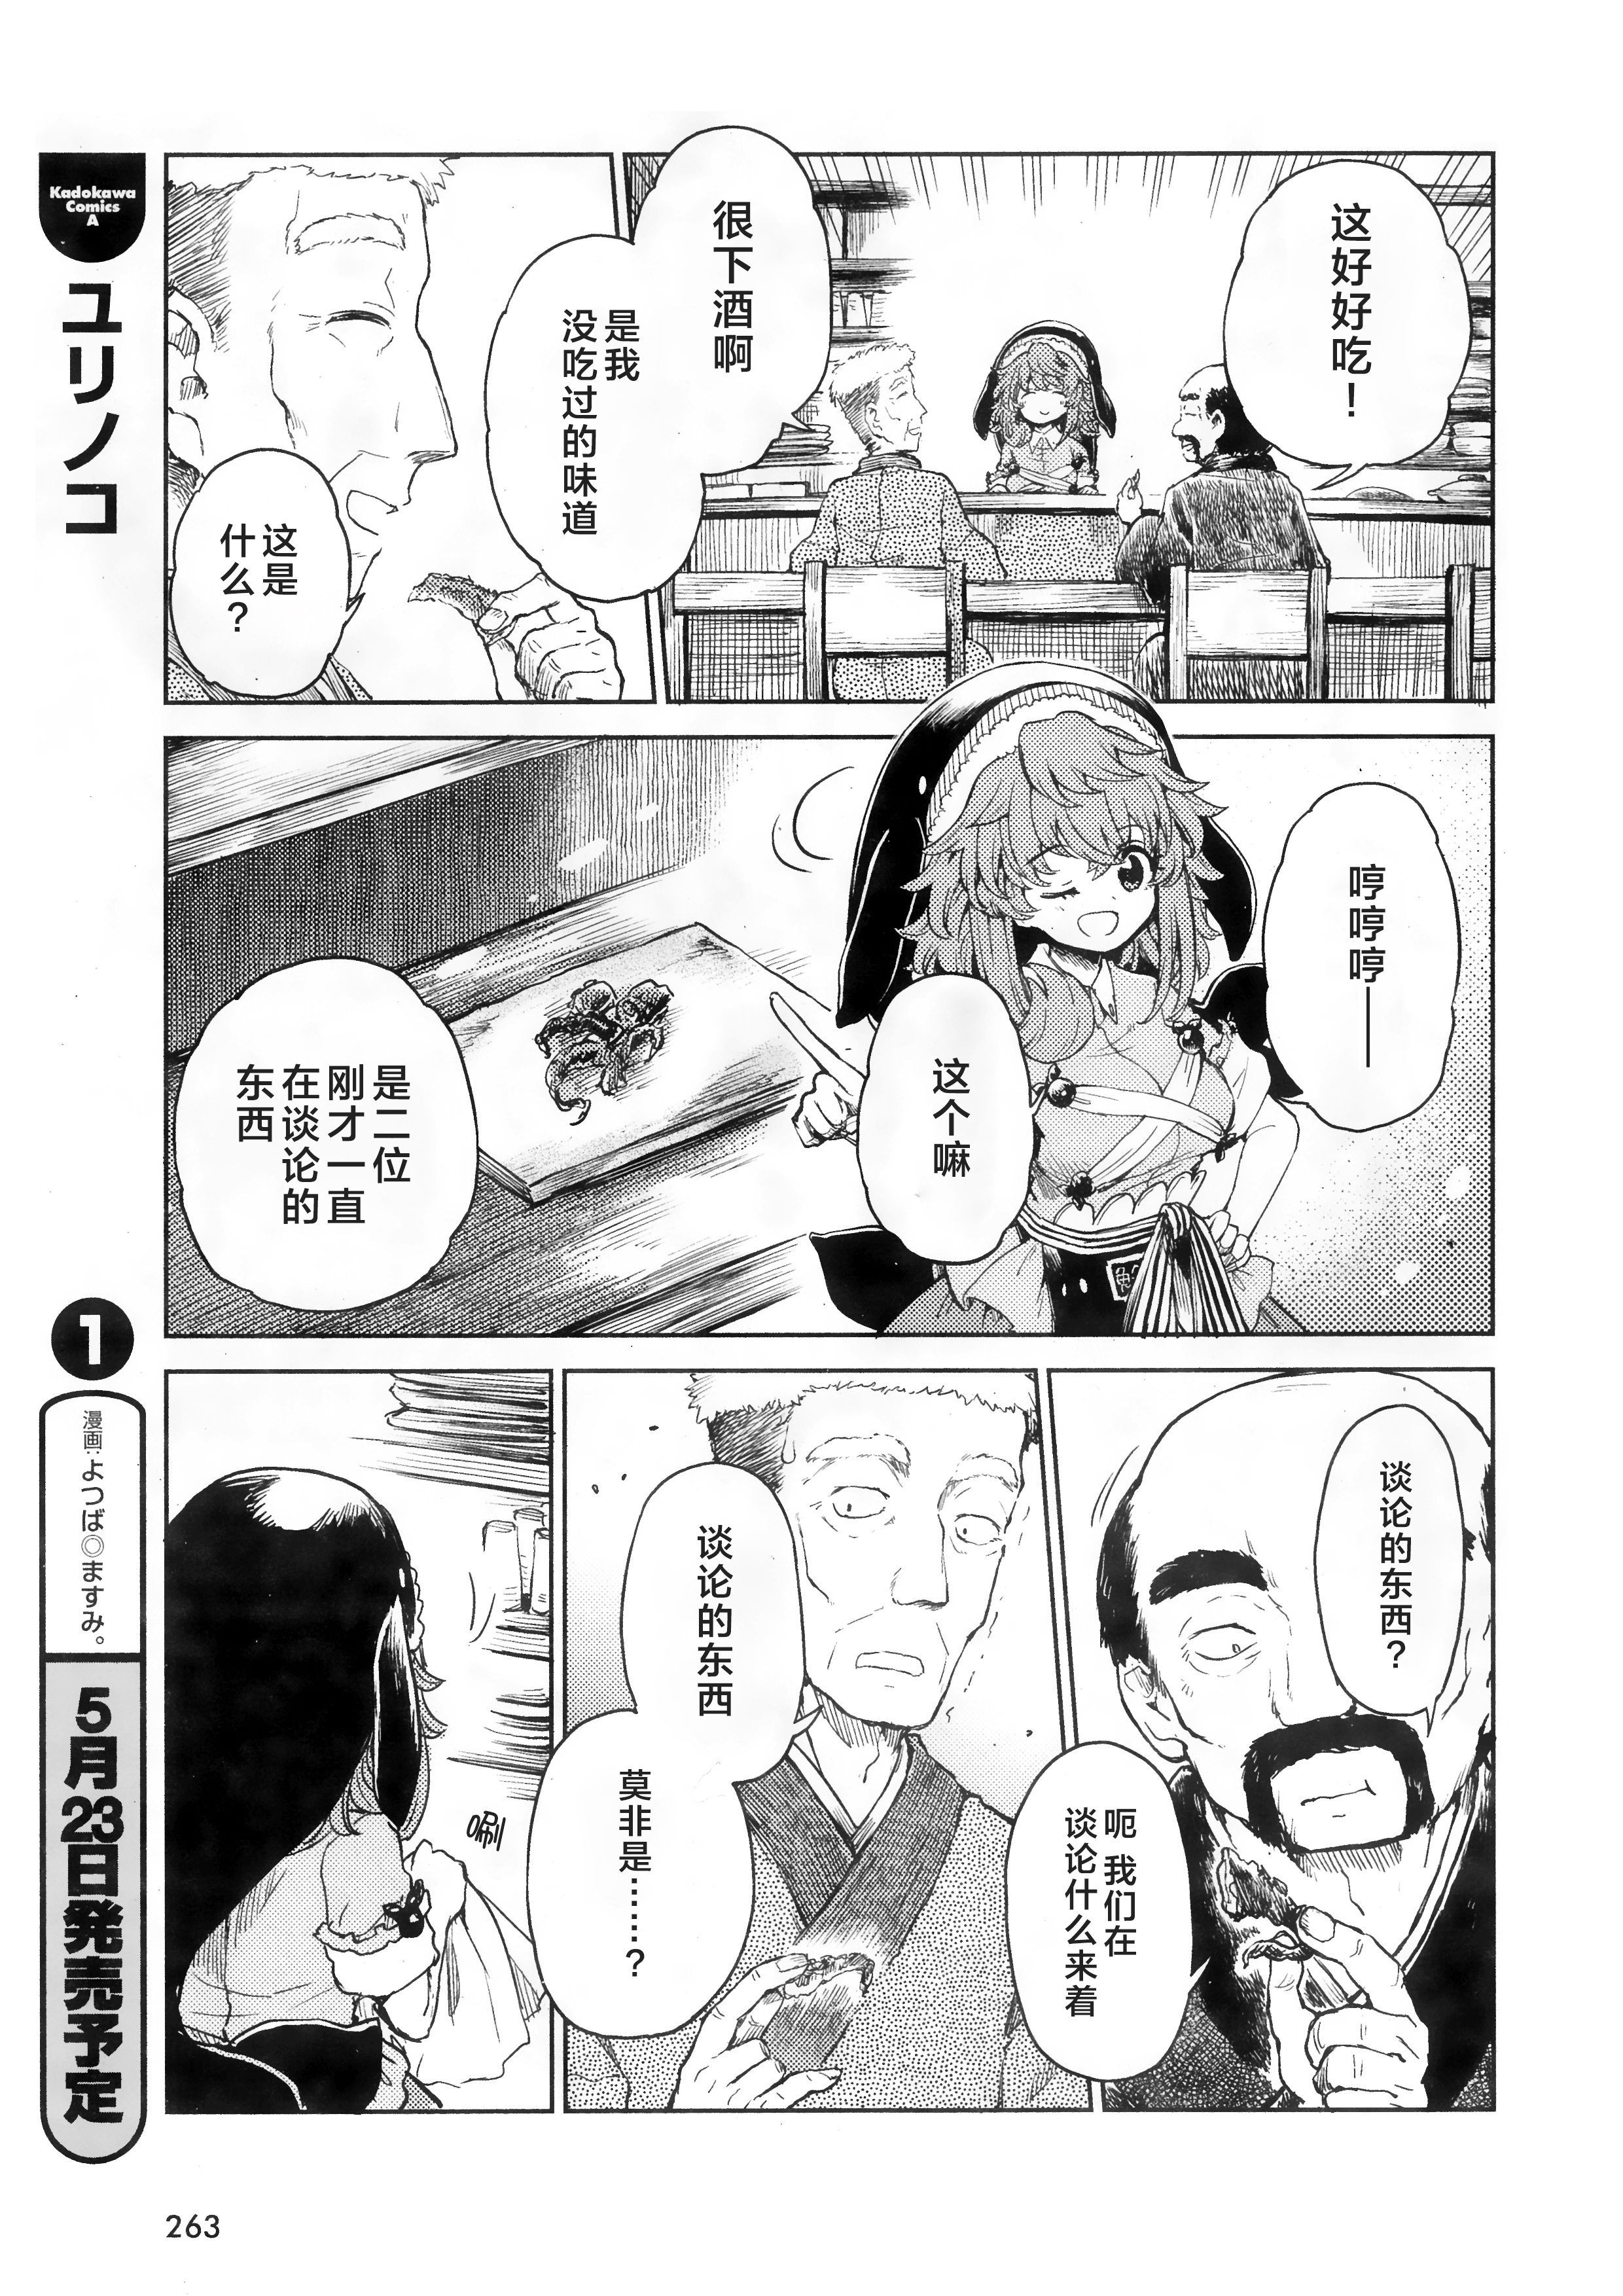 这好好吃！
很下酒啊
是我
没吃过的味道
这是
什么？
哼哼哼——
这个嘛
是二位
刚才一直
在谈论的
东西
谈论的东西？
呃 我们在
谈论什么来着
谈论的东西
莫非是……？
Kadokawa
Comics
A
ユリノコ
1
漫画：よつば◎ますみ。
5月23日発売予定
263